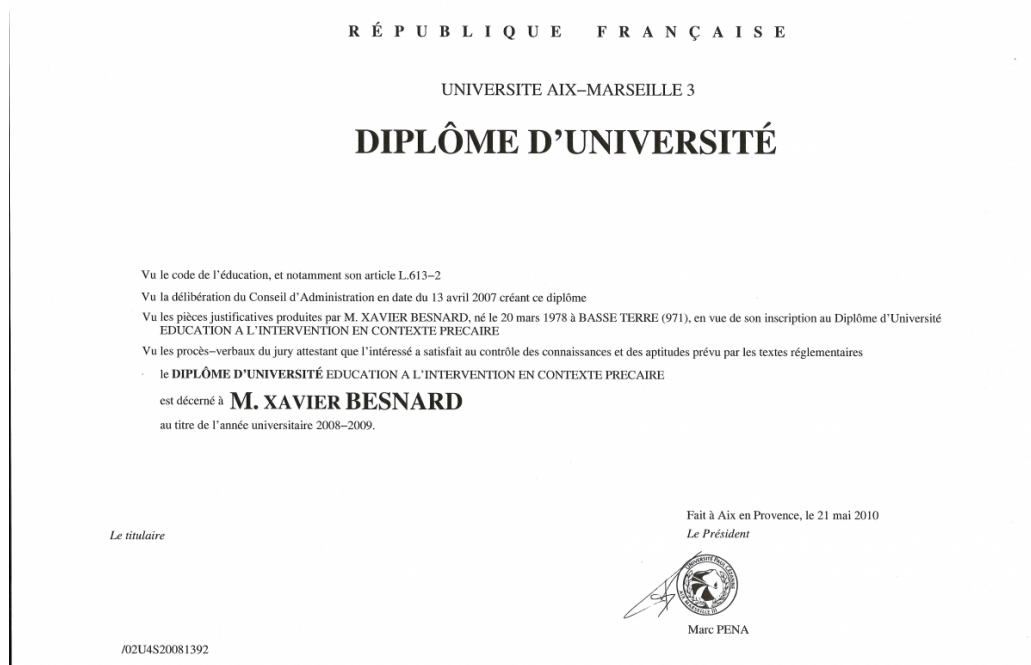 RÉPUBLIQUE FRANÇAISE
UNIVERSITE AIX–MARSEILLE 3
DIPLÔME D'UNIVERSITÉ
Vu le code de l'éducation, et notamment son article L.613–2
Vu la délibération du Conseil d'Administration en date du 13 avril 2007 créant ce diplôme
Vu les pièces justificatives produites par M. XAVIER BESNARD, né le 20 mars 1978 à BASSE TERRE (971), en vue de son inscription au Diplôme d'Université
EDUCATION A L'INTERVENTION EN CONTEXTE PRECAIRE
Vu les procès–verbaux du jury attestant que l'intéressé a satisfait au contrôle des connaissances et des aptitudes prévu par les textes réglementaires
le DIPLÔME D'UNIVERSITÉ EDUCATION A L'INTERVENTION EN CONTEXTE PRECAIRE
est décerné à M. XAVIER BESNARD
au titre de l'année universitaire 2008–2009.
Fait à Aix en Provence, le 21 mai 2010
Le titulaire
Le Président
UNIVERSITÉ PAUL CÉZANNE
AIX MARSEILLE III
Marc PENA
/02U4S20081392